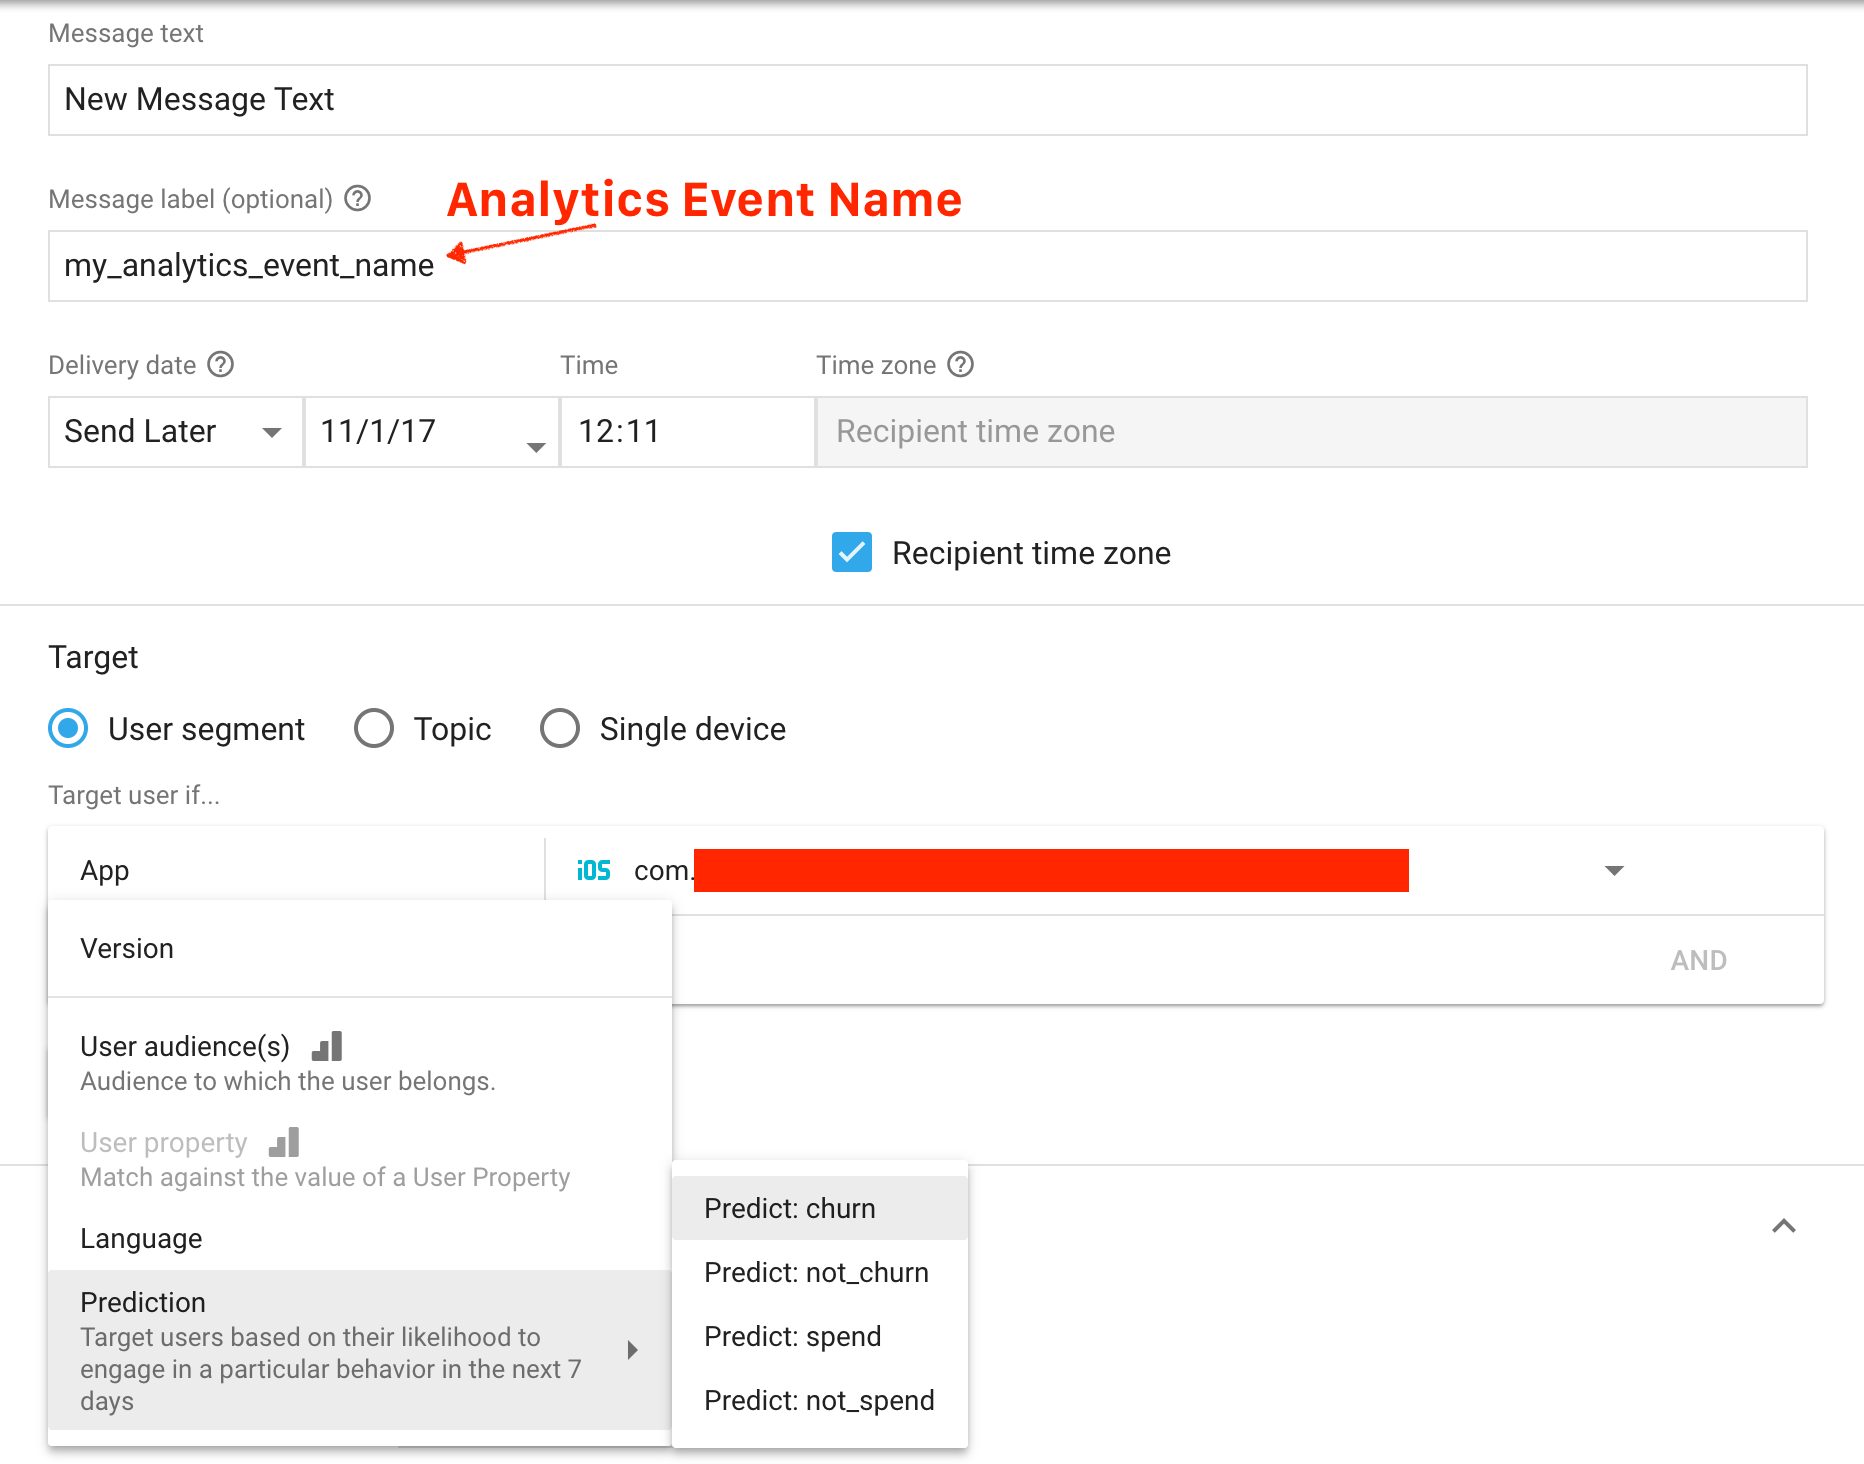 Message text
New Message Text
Message label (optional) ?
Analytics Event Name
my_analytics_event_name
Delivery date ? Time Time zone ?
Send Later 11/1/17 12:11 Recipient time zone
Recipient time zone
Target
User segment Topic Single device
Target user if...
App iOS com.
Version
AND
User audience(s)
Audience to which the user belongs.
User property
Match against the value of a User Property
Language
Prediction
Target users based on their likelihood to
engage in a particular behavior in the next 7
days
Predict: churn
Predict: not_churn
Predict: spend
Predict: not_spend